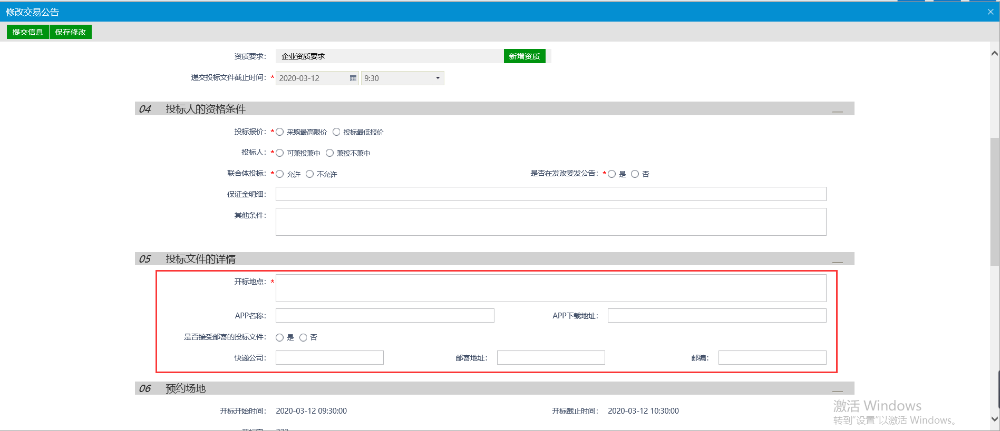 修改交易公告
提交信息 保存修改
资质要求： 企业资质要求 新增资质
递交投标文件截止时间：* 2020-03-12 9:30
04 投标人的资格条件
投标报价：* 采购最高限价 投标最低报价
投标人：* 可兼投兼中 兼投不兼中
联合体投标：* 允许 不允许 是否在发改委发公告：* 是 否
保证金明细：
其他条件：
05 投标文件的详情
开标地点：*
APP名称： APP下载地址：
是否接受邮寄的投标文件： 是 否
快递公司： 邮寄地址： 邮编：
06 预约场地
开标开始时间： 2020-03-12 09:30:00 开标截止时间： 2020-03-12 10:30:00
激活 Windows
转到"设置"以激活 Windows。